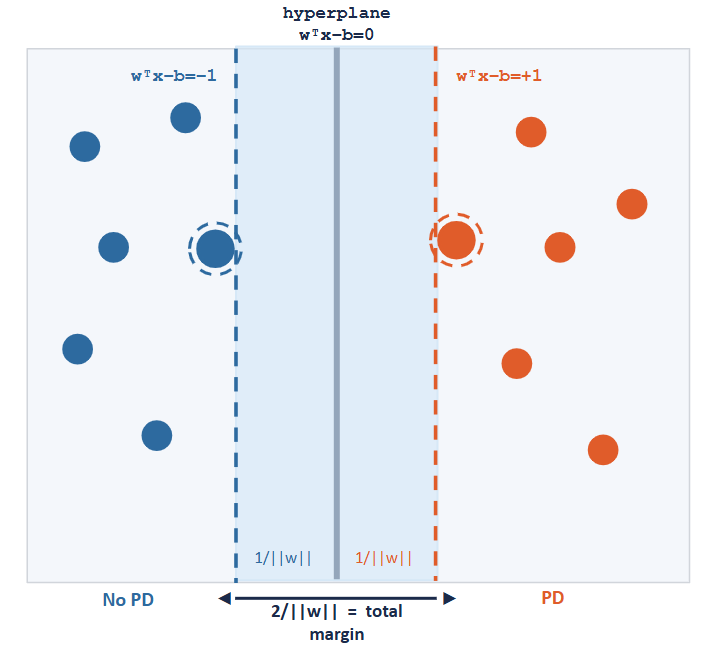 hyperplane
wᵀx−b=0
wᵀx−b=−1
wᵀx−b=+1
1/||w||
1/||w||
No PD
PD
2/||w|| = total
margin